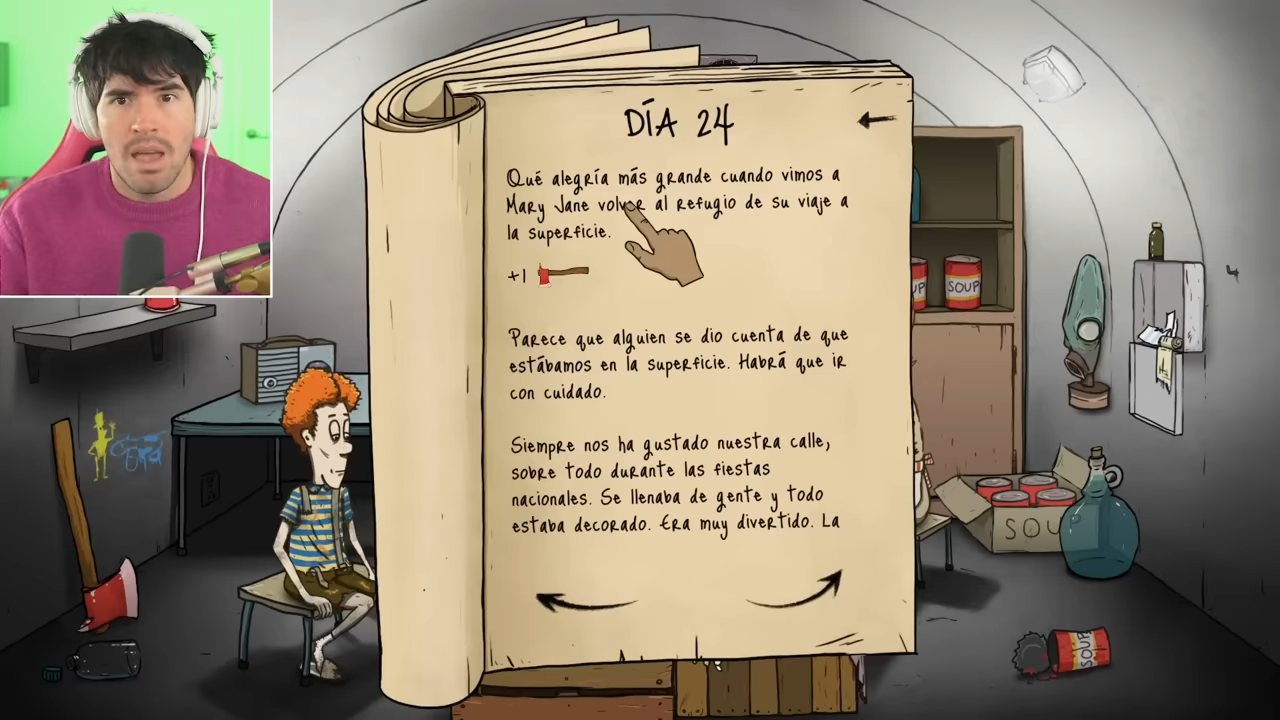 DÍA 24
Qué alegría más grande cuando vimos a
Mary Jane volver al refugio de su viaje a
la superficie.
+1
Parece que alguien se dio cuenta de que
estábamos en la superficie. Habrá que ir
con cuidado.
Siempre nos ha gustado nuestra calle,
sobre todo durante las fiestas
nacionales. Se llenaba de gente y todo
estaba decorado. Era muy divertido. La
UP
SOUP
SOU
SOUP